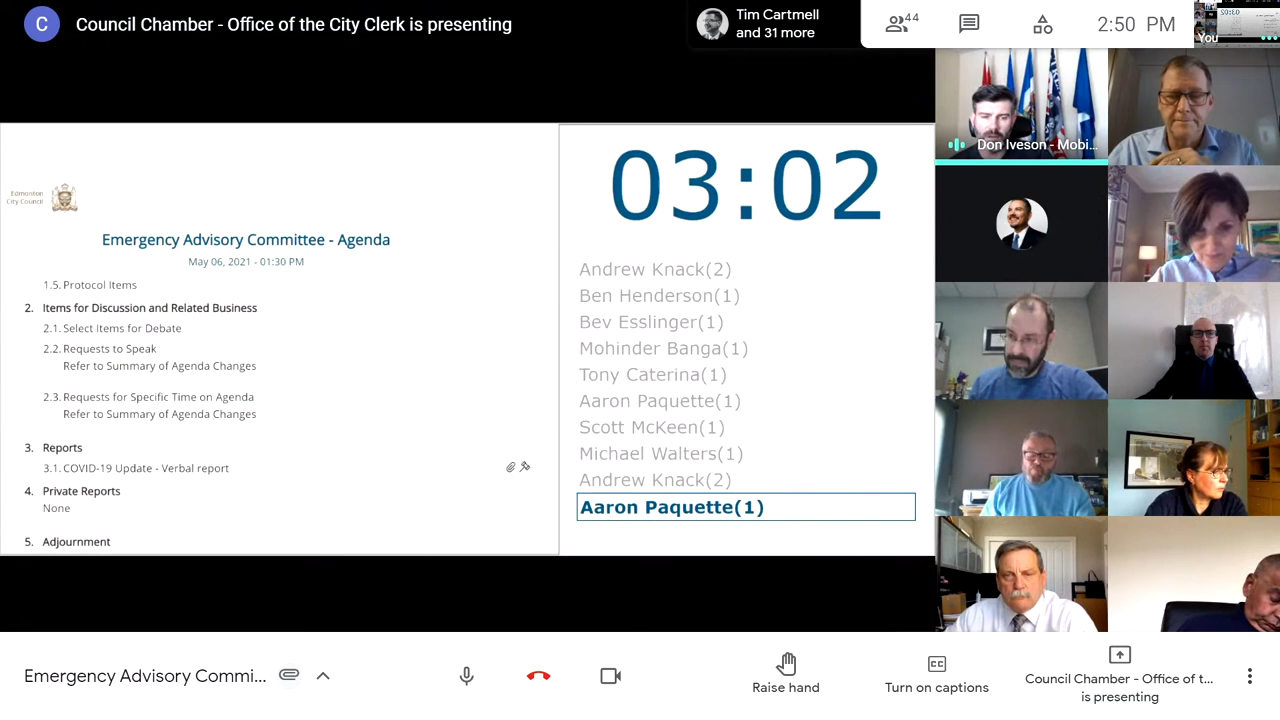 C
Council Chamber - Office of the City Clerk is presenting
Tim Cartmell
and 31 more
44
2:50 PM
You
Don Iveson - Mobi...
Edmonton
City Council
Emergency Advisory Committee - Agenda
May 06, 2021 - 01:30 PM
1.5. Protocol Items
2. Items for Discussion and Related Business
2.1. Select Items for Debate
2.2. Requests to Speak
Refer to Summary of Agenda Changes
2.3. Requests for Specific Time on Agenda
Refer to Summary of Agenda Changes
3. Reports
3.1. COVID-19 Update - Verbal report
4. Private Reports
None
5. Adjournment
03:02
Andrew Knack(2)
Ben Henderson(1)
Bev Esslinger(1)
Mohinder Banga(1)
Tony Caterina(1)
Aaron Paquette(1)
Scott McKeen(1)
Michael Walters(1)
Andrew Knack(2)
Aaron Paquette(1)
Emergency Advisory Commi...
Raise hand
Turn on captions
Council Chamber - Office of t...
is presenting